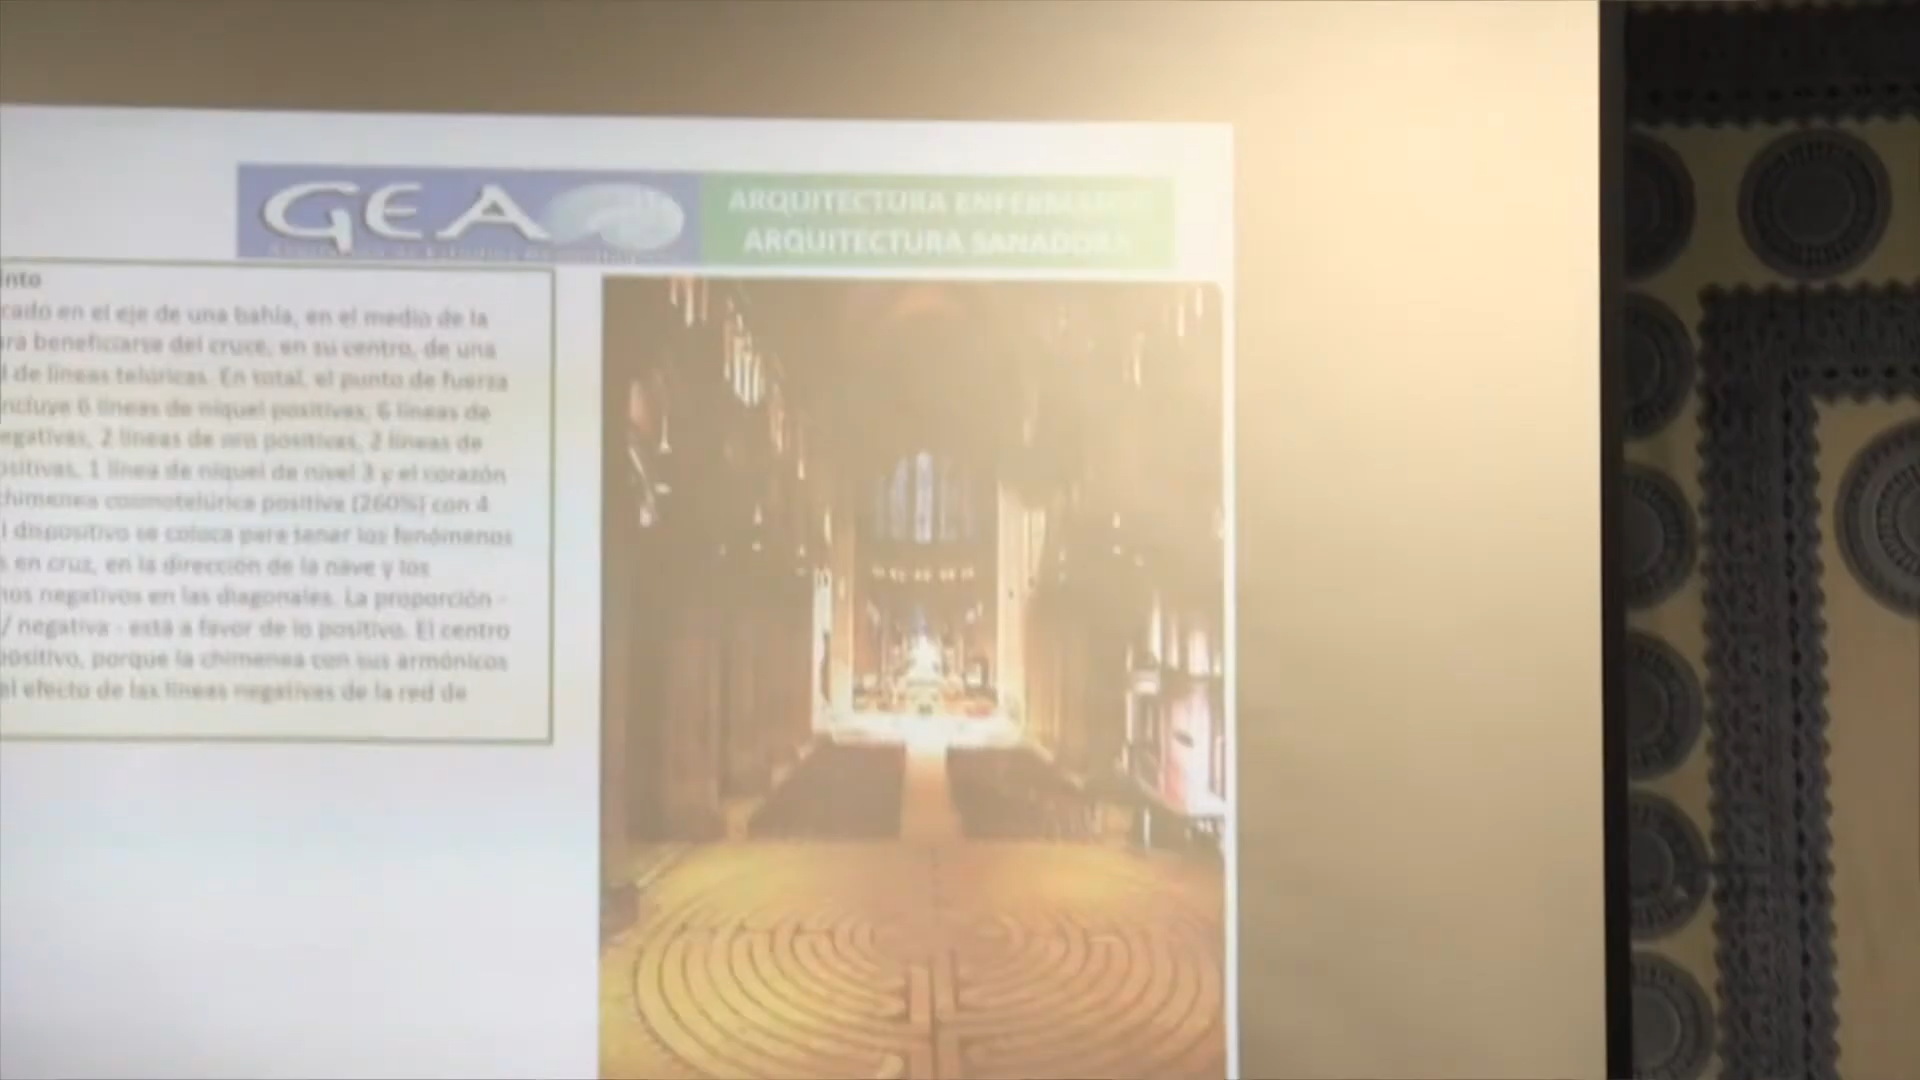 GEA
ARQUITECTURA
ARQUITECTURA SANADORA
into
cado en el eje de una bahía, en el medio de la
ra beneficiarse del cruce, en su centro, de una
de líneas telúricas. En total, el punto de fuerza
ncluye 6 líneas de níquel positivas, 6 líneas de
egativas, 2 líneas de oro positivas, 2 líneas de
ositivas, 1 línea de níquel de nivel 3 y el corazón
chimenea cosmotelúrica positiva (260%) con 4
l dispositivo se coloca para tener los fenómenos
s en cruz, en la dirección de la nave y los
nos negativos en las diagonales. La proporción -
/ negativa - está a favor de lo positivo. El centro
positivo, porque la chimenea con sus armónicos
el efecto de las líneas negativas de la red de